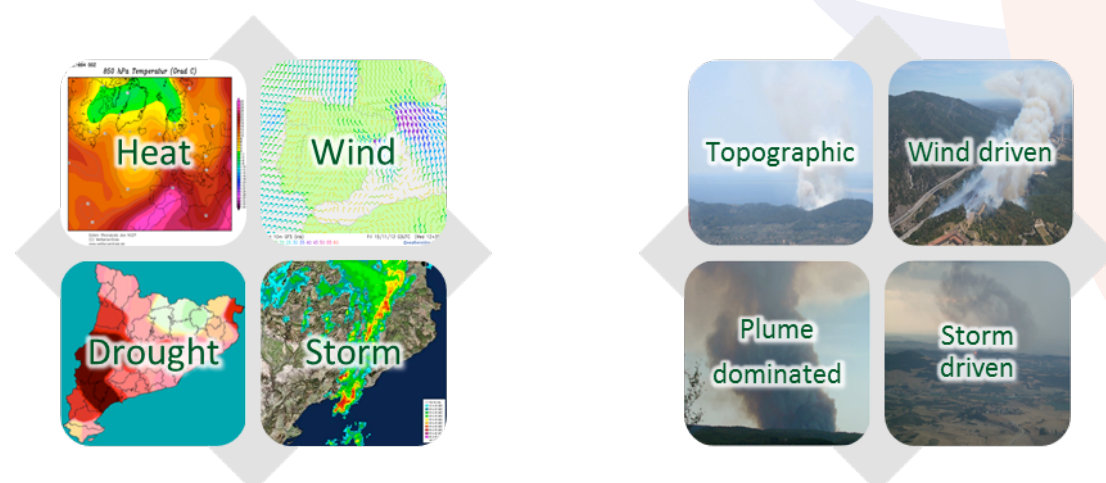 850 hPa Temperatur (Grad C)
Heat
Wind
Drought
Storm
Topographic
Wind driven
Plume
dominated
Storm
driven